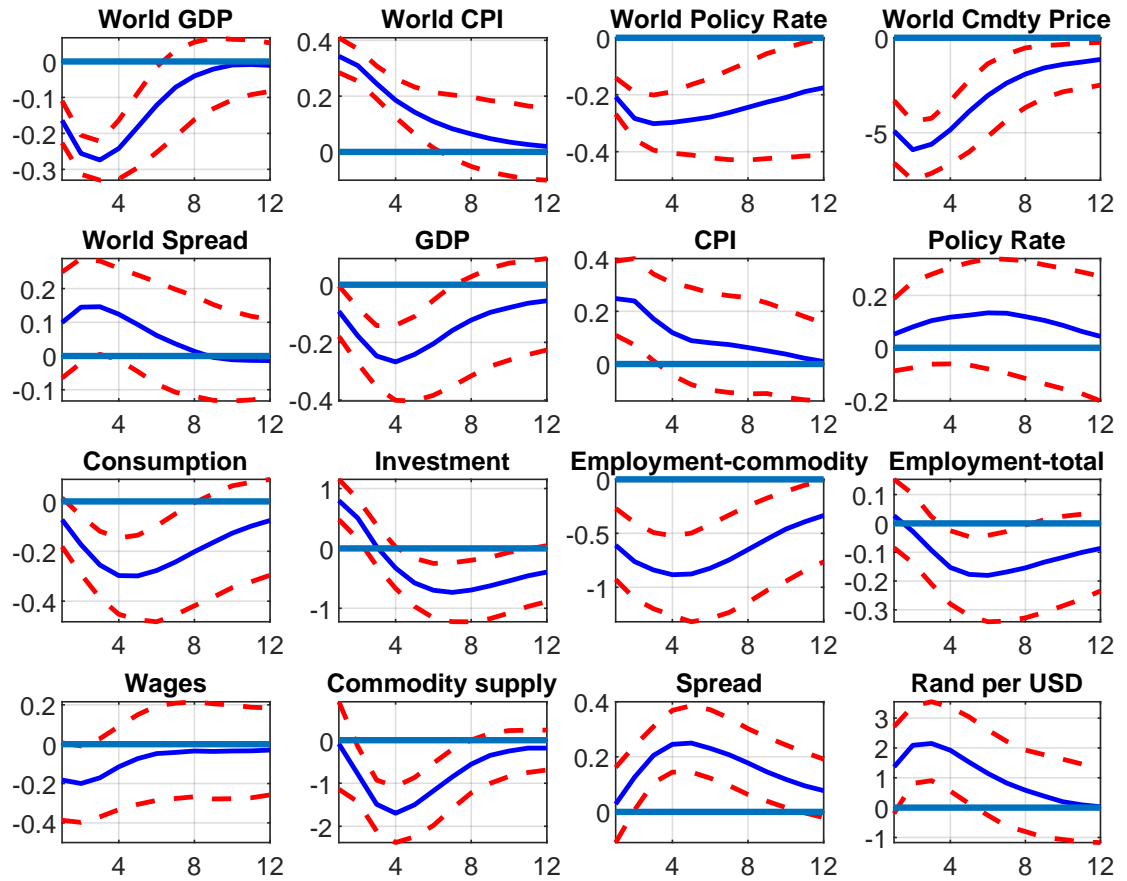 World GDP
0
-0.1
-0.2
-0.3
4 8 12
World CPI
0.4
0.2
0
4 8 12
World Policy Rate
0
-0.2
-0.4
4 8 12
World Cmdty Price
0
-5
4 8 12
World Spread
0.2
0.1
0
-0.1
4 8 12
GDP
0
-0.2
-0.4
4 8 12
CPI
0.4
0.2
0
4 8 12
Policy Rate
0.2
0
-0.2
4 8 12
Consumption
0
-0.2
-0.4
4 8 12
Investment
1
0
-1
4 8 12
Employment-commodity
0
-0.5
-1
4 8 12
Employment-total
0.1
0
-0.1
-0.2
-0.3
4 8 12
Wages
0.2
0
-0.2
-0.4
4 8 12
Commodity supply
0
-1
-2
4 8 12
Spread
0.4
0.2
0
4 8 12
Rand per USD
3
2
1
0
-1
4 8 12